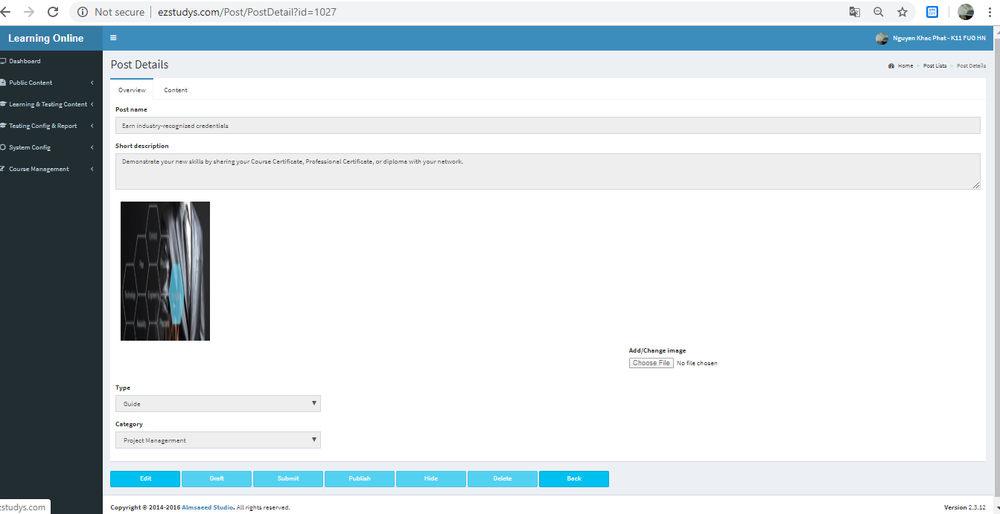 Not secure ezstudys.com/Post/PostDetail?id=1027
Learning Online
Nguyen Khac Phat - K11 FUG HN
Dashboard
Public Content
Learning & Testing Content
Testing Config & Report
System Config
Course Management
Post Details
Home > Post Lists > Post Details
Overview Content
Post name
Earn industry-recognized credentials
Short description
Demonstrate your new skills by sharing your Course Certificate, Professional Certificate, or diploma with your network.
Add/Change image
Choose File No file chosen
Type
Guide
Category
Project Managerment
Edit Draft Submit Publish Hide Delete Back
zstudys.com
Copyright © 2014-2016 Almsaeed Studio. All rights reserved.
Version 2.3.12